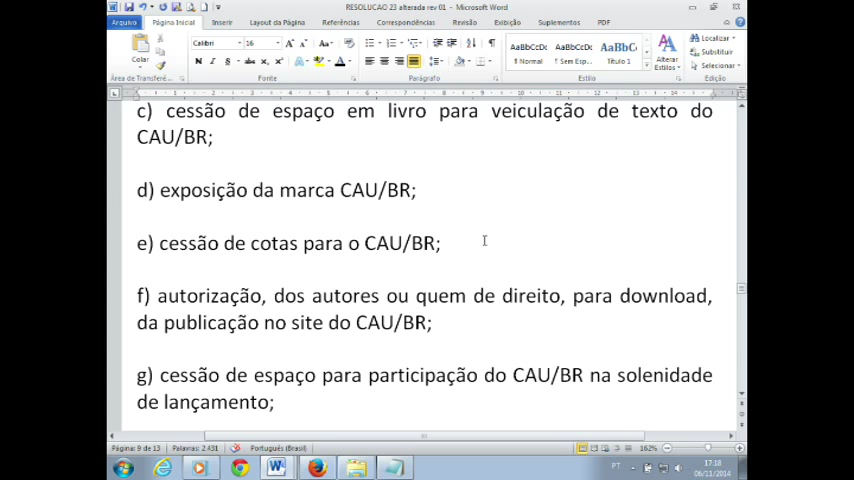 RESOLUCAO 23 alterada rev 01 - Microsoft Word
Arquivo Página Inicial Inserir Layout da Página Referências Correspondências Revisão Exibição Suplementos PDF
Colar
Calibri 16
AaBbCcDc AaBbCcDc AaBbC
¶ Normal ¶ Sem Esp... Título 1
Alterar Estilos
Localizar
Substituir
Selecionar
Área de Transferê... Fonte Parágrafo Estilo Edição
c) cessão de espaço em livro para veiculação de texto do
CAU/BR;
d) exposição da marca CAU/BR;
e) cessão de cotas para o CAU/BR;
f) autorização, dos autores ou quem de direito, para download,
da publicação no site do CAU/BR;
g) cessão de espaço para participação do CAU/BR na solenidade
de lançamento;
Página: 9 de 13 Palavras: 2.431 Português (Brasil) 162%
PT 17:18
06/11/2014